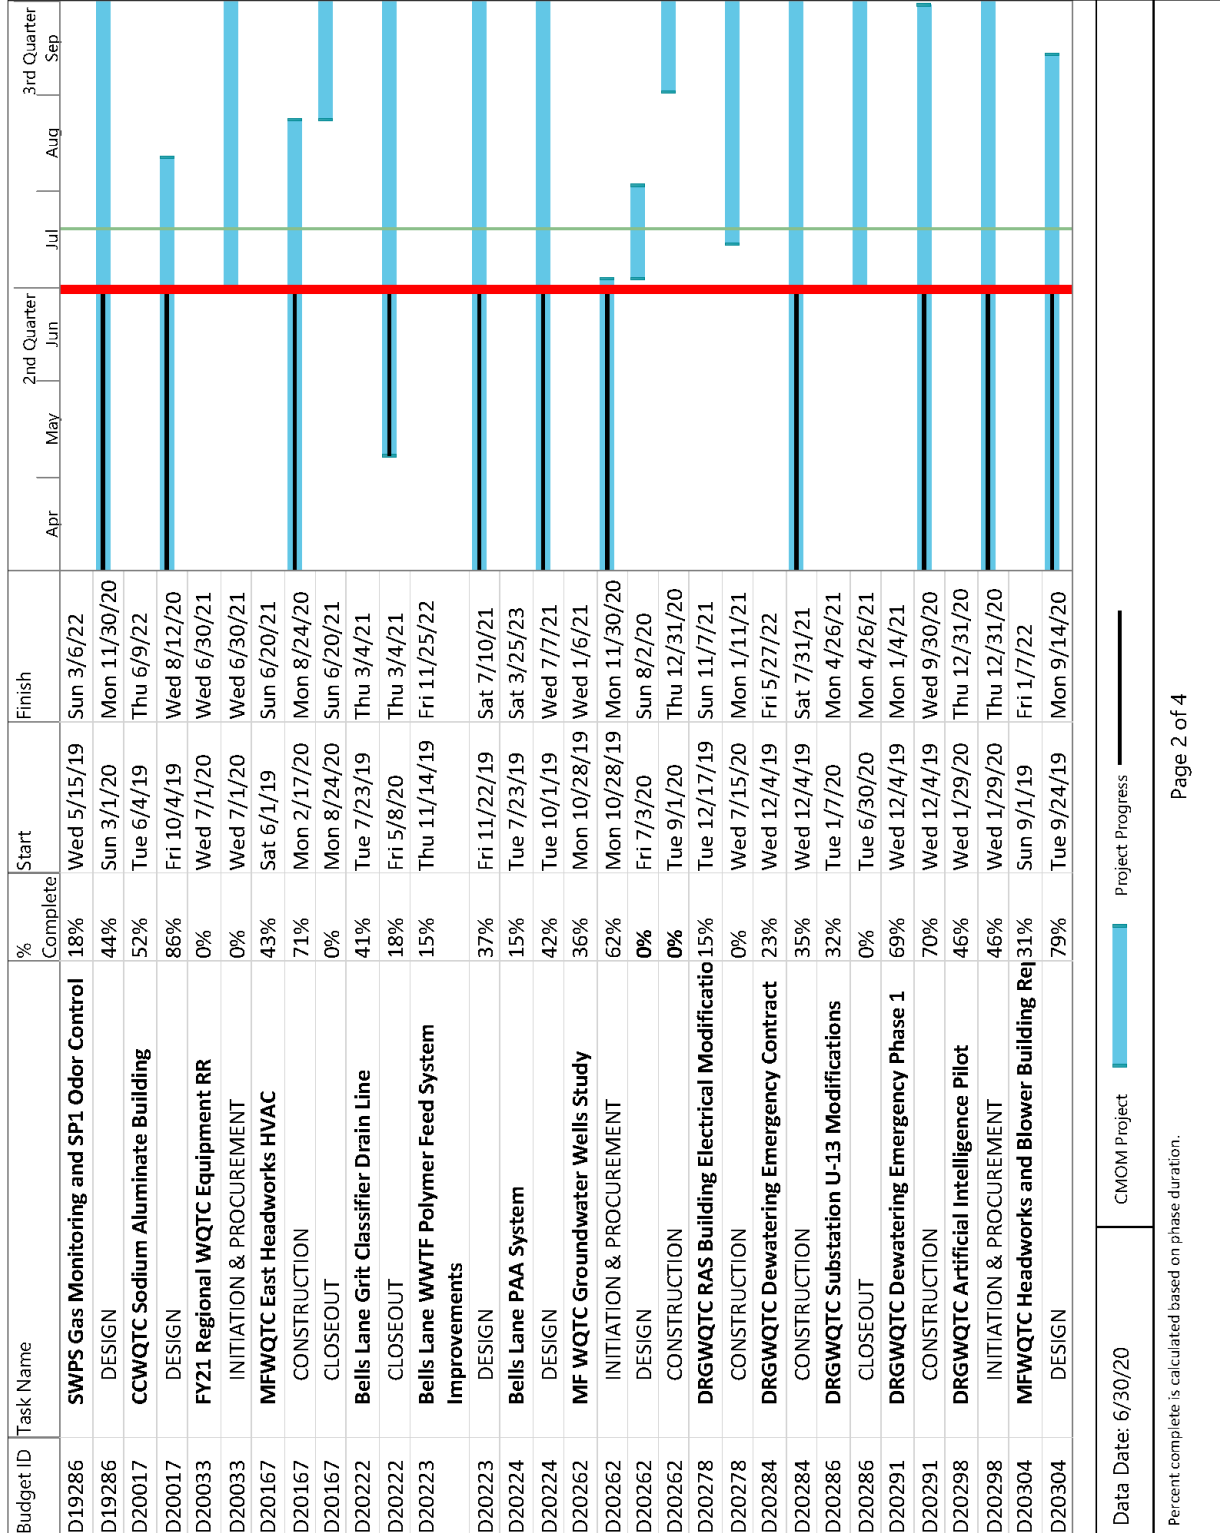 Budget ID Task Name % Complete Start Finish 2nd Quarter 3rd Quarter
Apr May Jun Jul Aug Sep
D19286 SWPS Gas Monitoring and SP1 Odor Control 18% Wed 5/15/19 Sun 3/6/22
D19286 DESIGN 44% Sun 3/1/20 Mon 11/30/20
D20017 CCWQTC Sodium Aluminate Building 52% Tue 6/4/19 Thu 6/9/22
D20017 DESIGN 86% Fri 10/4/19 Wed 8/12/20
D20033 FY21 Regional WQTC Equipment RR 0% Wed 7/1/20 Wed 6/30/21
D20033 INITIATION & PROCUREMENT 0% Wed 7/1/20 Wed 6/30/21
D20167 MFWQTC East Headworks HVAC 43% Sat 6/1/19 Sun 6/20/21
D20167 CONSTRUCTION 71% Mon 2/17/20 Mon 8/24/20
D20167 CLOSEOUT 0% Mon 8/24/20 Sun 6/20/21
D20222 Bells Lane Grit Classifier Drain Line 41% Tue 7/23/19 Thu 3/4/21
D20222 CLOSEOUT 18% Fri 5/8/20 Thu 3/4/21
D20223 Bells Lane WWTF Polymer Feed System 15% Thu 11/14/19 Fri 11/25/22
Improvements
D20223 DESIGN 37% Fri 11/22/19 Sat 7/10/21
D20224 Bells Lane PAA System 15% Tue 7/23/19 Sat 3/25/23
D20224 DESIGN 42% Tue 10/1/19 Wed 7/7/21
D20262 MF WQTC Groundwater Wells Study 36% Mon 10/28/19 Wed 1/6/21
D20262 INITIATION & PROCUREMENT 62% Mon 10/28/19 Mon 11/30/20
D20262 DESIGN 0% Fri 7/3/20 Sun 8/2/20
D20262 CONSTRUCTION 0% Tue 9/1/20 Thu 12/31/20
D20278 DRGWQTC RAS Building Electrical Modificatio 15% Tue 12/17/19 Sun 11/7/21
D20278 CONSTRUCTION 0% Wed 7/15/20 Mon 1/11/21
D20284 DRGWQTC Dewatering Emergency Contract 23% Wed 12/4/19 Fri 5/27/22
D20284 CONSTRUCTION 35% Wed 12/4/19 Sat 7/31/21
D20286 DRGWQTC Substation U-13 Modifications 32% Tue 1/7/20 Mon 4/26/21
D20286 CLOSEOUT 0% Tue 6/30/20 Mon 4/26/21
D20291 DRGWQTC Dewatering Emergency Phase 1 69% Wed 12/4/19 Mon 1/4/21
D20291 CONSTRUCTION 70% Wed 12/4/19 Wed 9/30/20
D20298 DRGWQTC Artificial Intelligence Pilot 46% Wed 1/29/20 Thu 12/31/20
D20298 INITIATION & PROCUREMENT 46% Wed 1/29/20 Thu 12/31/20
D20304 MFWQTC Headworks and Blower Building Rep 31% Sun 9/1/19 Fri 1/7/22
D20304 DESIGN 79% Tue 9/24/19 Mon 9/14/20
Data Date: 6/30/20 CMOM Project Project Progress
Percent complete is calculated based on phase duration.
Page 2 of 4